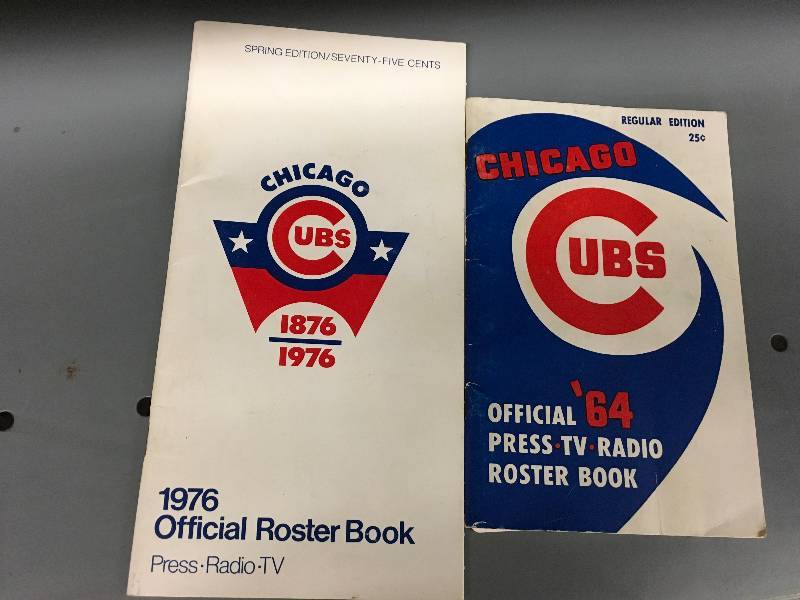 SPRING EDITION/SEVENTY-FIVE CENTS
CHICAGO
CUBS
1876
1976
1976
Official Roster Book
Press·Radio·TV
REGULAR EDITION
25¢
CHICAGO
CUBS
OFFICIAL '64
PRESS·TV·RADIO
ROSTER BOOK